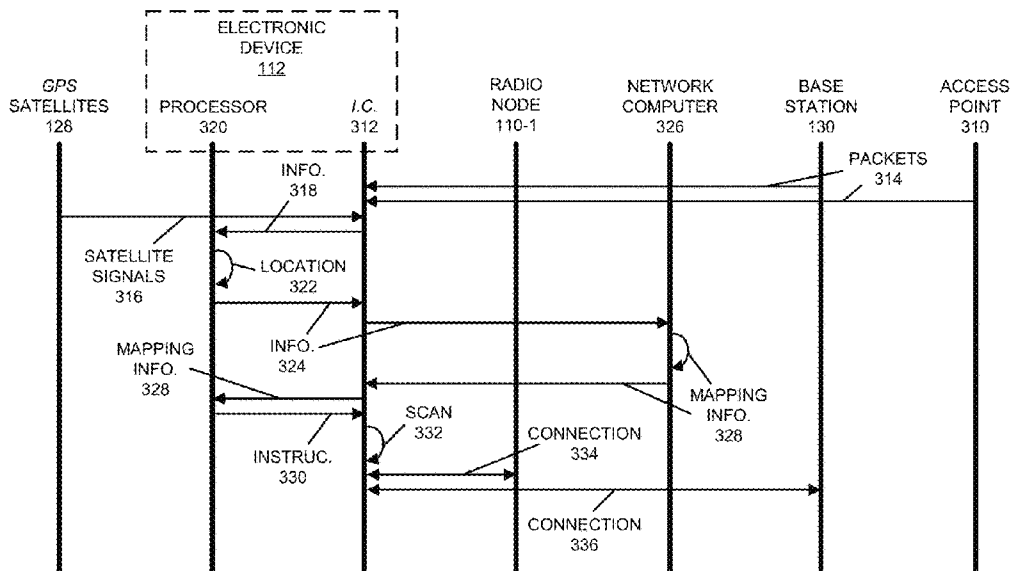 ELECTRONIC
DEVICE
112
GPS
SATELLITES
128
PROCESSOR
320
I.C.
312
RADIO
NODE
110-1
NETWORK
COMPUTER
326
BASE
STATION
130
ACCESS
POINT
310
PACKETS
314
INFO.
318
SATELLITE
SIGNALS
316
LOCATION
322
INFO.
324
MAPPING
INFO.
328
MAPPING
INFO.
328
SCAN
332
INSTRUC.
330
CONNECTION
334
CONNECTION
336